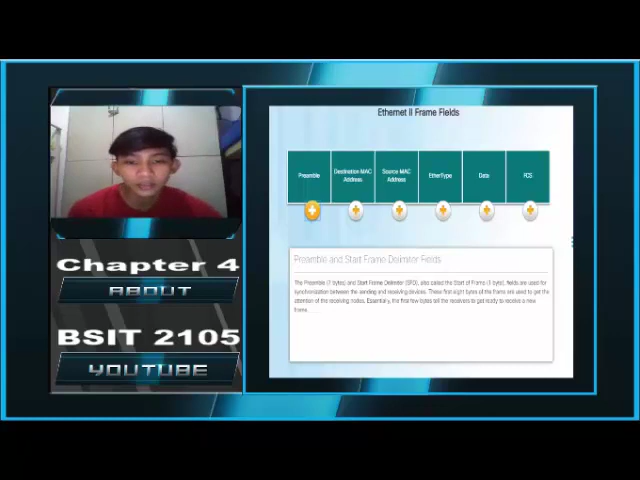 Ethernet II Frame Fields
Preamble
Destination MAC
Address
Source MAC
Address
EtherType
Data
FCS
Preamble and Start Frame Delimiter Fields
The Preamble (7 bytes) and Start Frame Delimiter (SFD), also called the Start of Frame (1 byte), fields are used for
synchronization between the sending and receiving devices. These first eight bytes of the frame are used to get the
attention of the receiving nodes. Essentially, the first few bytes tell the receivers to get ready to receive a new
frame.
Chapter 4
ABOUT
BSIT 2105
YOUTUBE